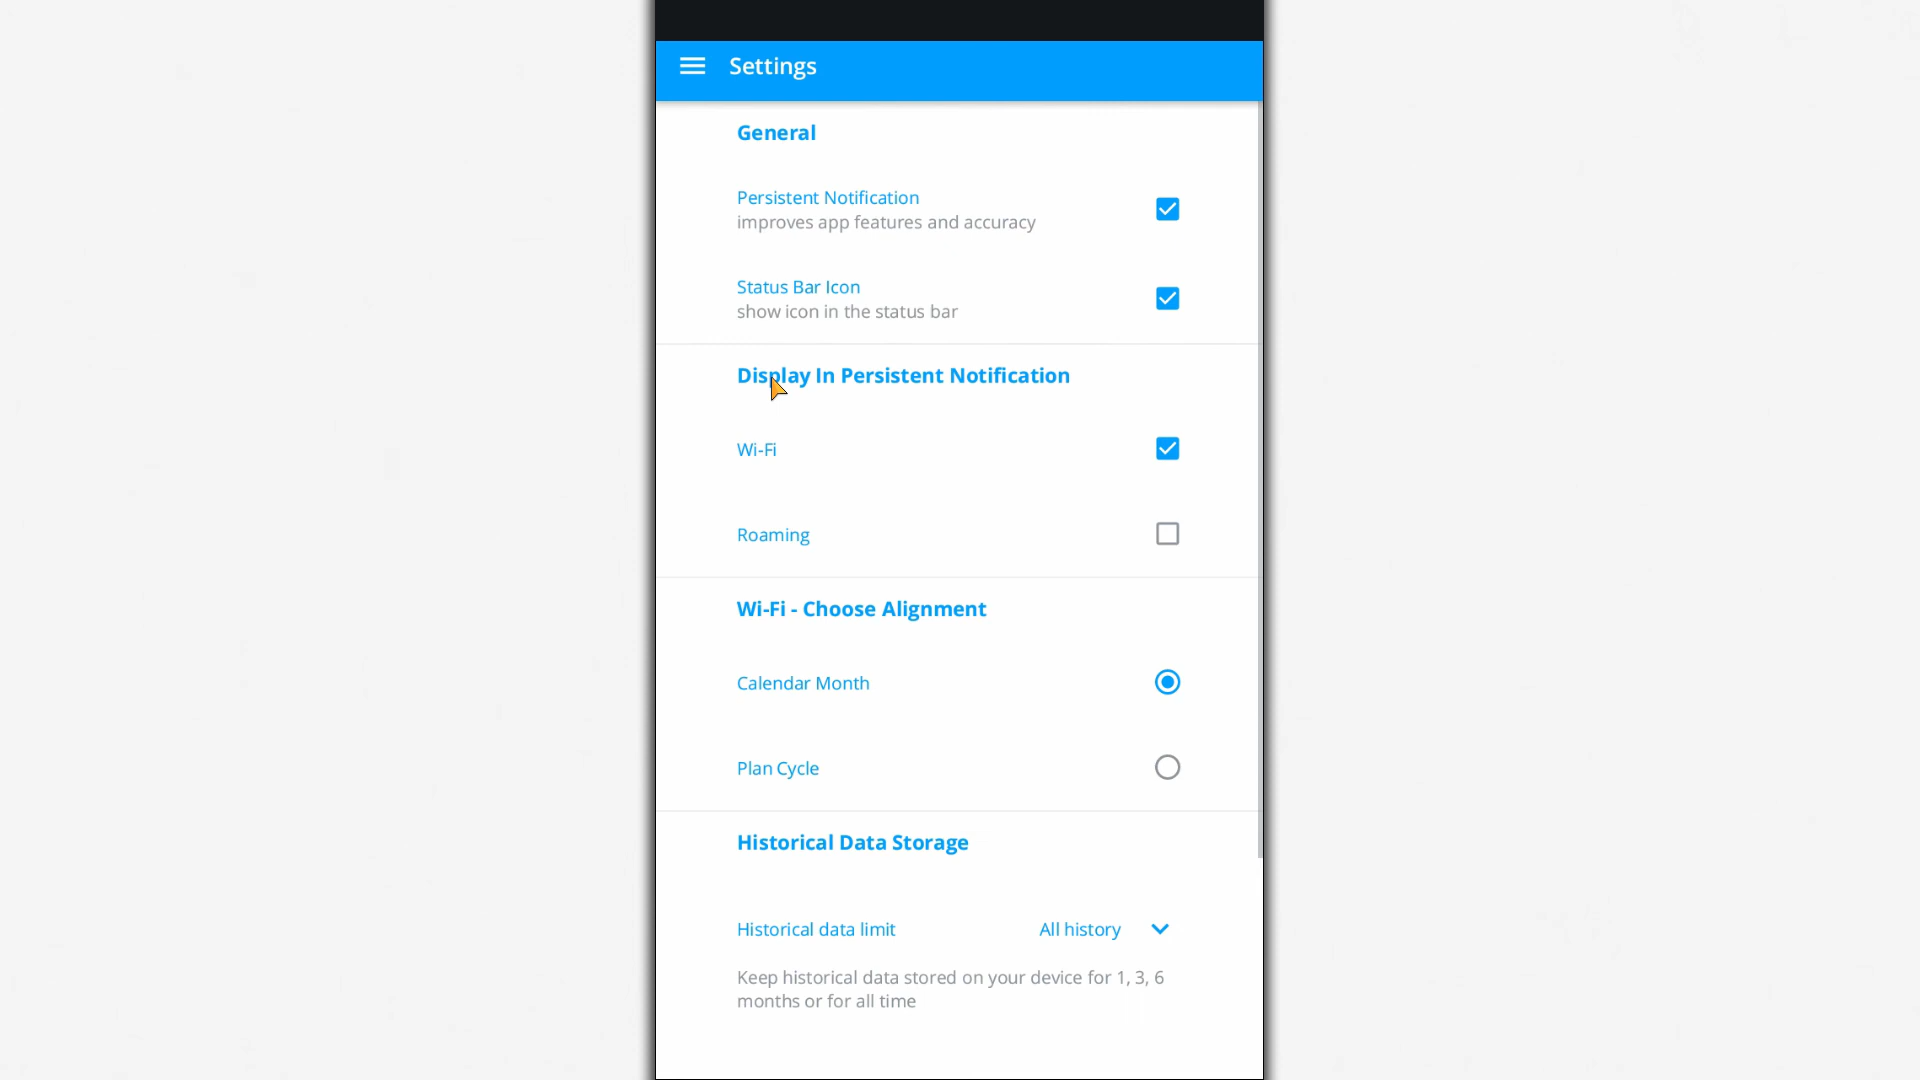 Settings
General
Persistent Notification
improves app features and accuracy
Status Bar Icon
show icon in the status bar
Display In Persistent Notification
Wi-Fi
Roaming
Wi-Fi - Choose Alignment
Calendar Month
Plan Cycle
Historical Data Storage
Historical data limit All history
Keep historical data stored on your device for 1, 3, 6
months or for all time